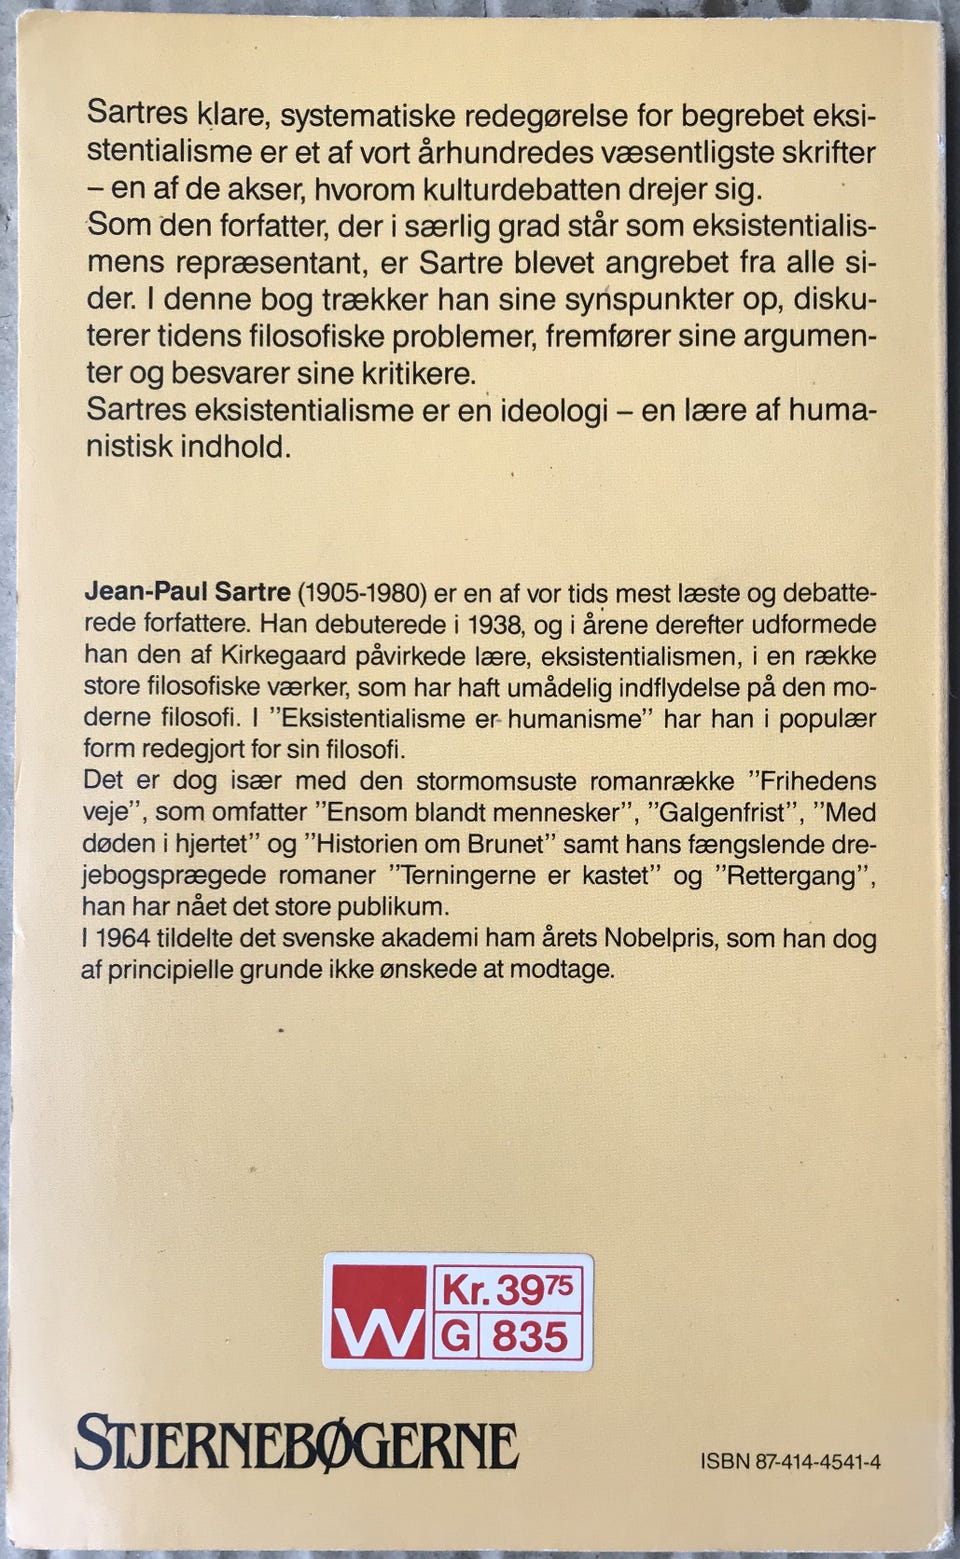 Sartres klare, systematiske redegørelse for begrebet eksi-
stentialisme er et af vort århundredes væsentligste skrifter
– en af de akser, hvorom kulturdebatten drejer sig.
Som den forfatter, der i særlig grad står som eksistentialis-
mens repræsentant, er Sartre blevet angrebet fra alle si-
der. I denne bog trækker han sine synspunkter op, disku-
terer tidens filosofiske problemer, fremfører sine argumen-
ter og besvarer sine kritikere.
Sartres eksistentialisme er en ideologi – en lære af huma-
nistisk indhold.
Jean-Paul Sartre (1905-1980) er en af vor tids mest læste og debatte-
rede forfattere. Han debuterede i 1938, og i årene derefter udformede
han den af Kirkegaard påvirkede lære, eksistentialismen, i en række
store filosofiske værker, som har haft umådelig indflydelse på den mo-
derne filosofi. I ”Eksistentialisme er humanisme” har han i populær
form redegjort for sin filosofi.
Det er dog især med den stormomsuste romanrække ”Frihedens
veje”, som omfatter ”Ensom blandt mennesker”, ”Galgenfrist”, ”Med
døden i hjertet” og ”Historien om Brunet” samt hans fængslende dre-
jebogsprægede romaner ”Terningerne er kastet” og ”Rettergang”,
han har nået det store publikum.
I 1964 tildelte det svenske akademi ham årets Nobelpris, som han dog
af principielle grunde ikke ønskede at modtage.
W Kr. 39 75
G 835
STJERNEBØGERNE
ISBN 87-414-4541-4